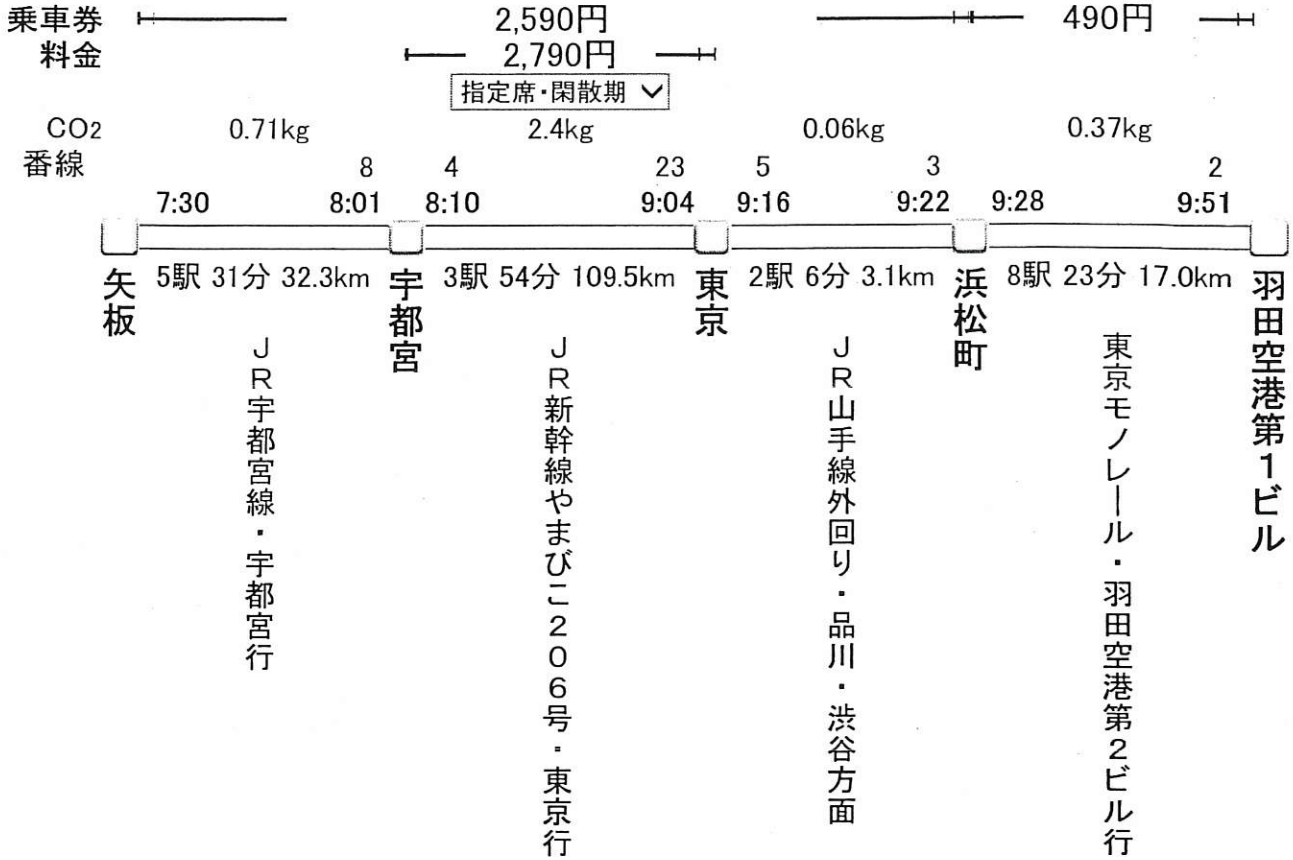 乗車券 2,590円 490円
料金 2,790円
指定席・閑散期
CO2 0.71kg 2.4kg 0.06kg 0.37kg
番線 8 4 23 5 3 2
7:30 8:01 8:10 9:04 9:16 9:22 9:28 9:51
5駅 31分 32.3km 3駅 54分 109.5km 2駅 6分 3.1km 8駅 23分 17.0km
矢板
JR宇都宮線・宇都宮行
宇都宮
JR新幹線やまびこ206号・東京行
東京
JR山手線外回り・品川・渋谷方面
浜松町
東京モノレール・羽田空港第2ビル行
羽田空港第1ビル